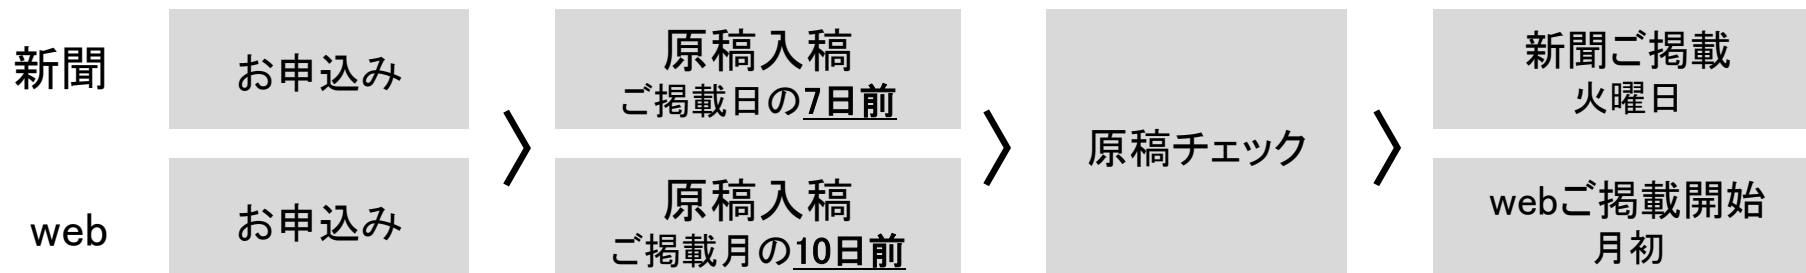 新聞
お申込み
原稿入稿
ご掲載日の7日前
原稿チェック
新聞ご掲載
火曜日
web
お申込み
原稿入稿
ご掲載月の10日前
webご掲載開始
月初